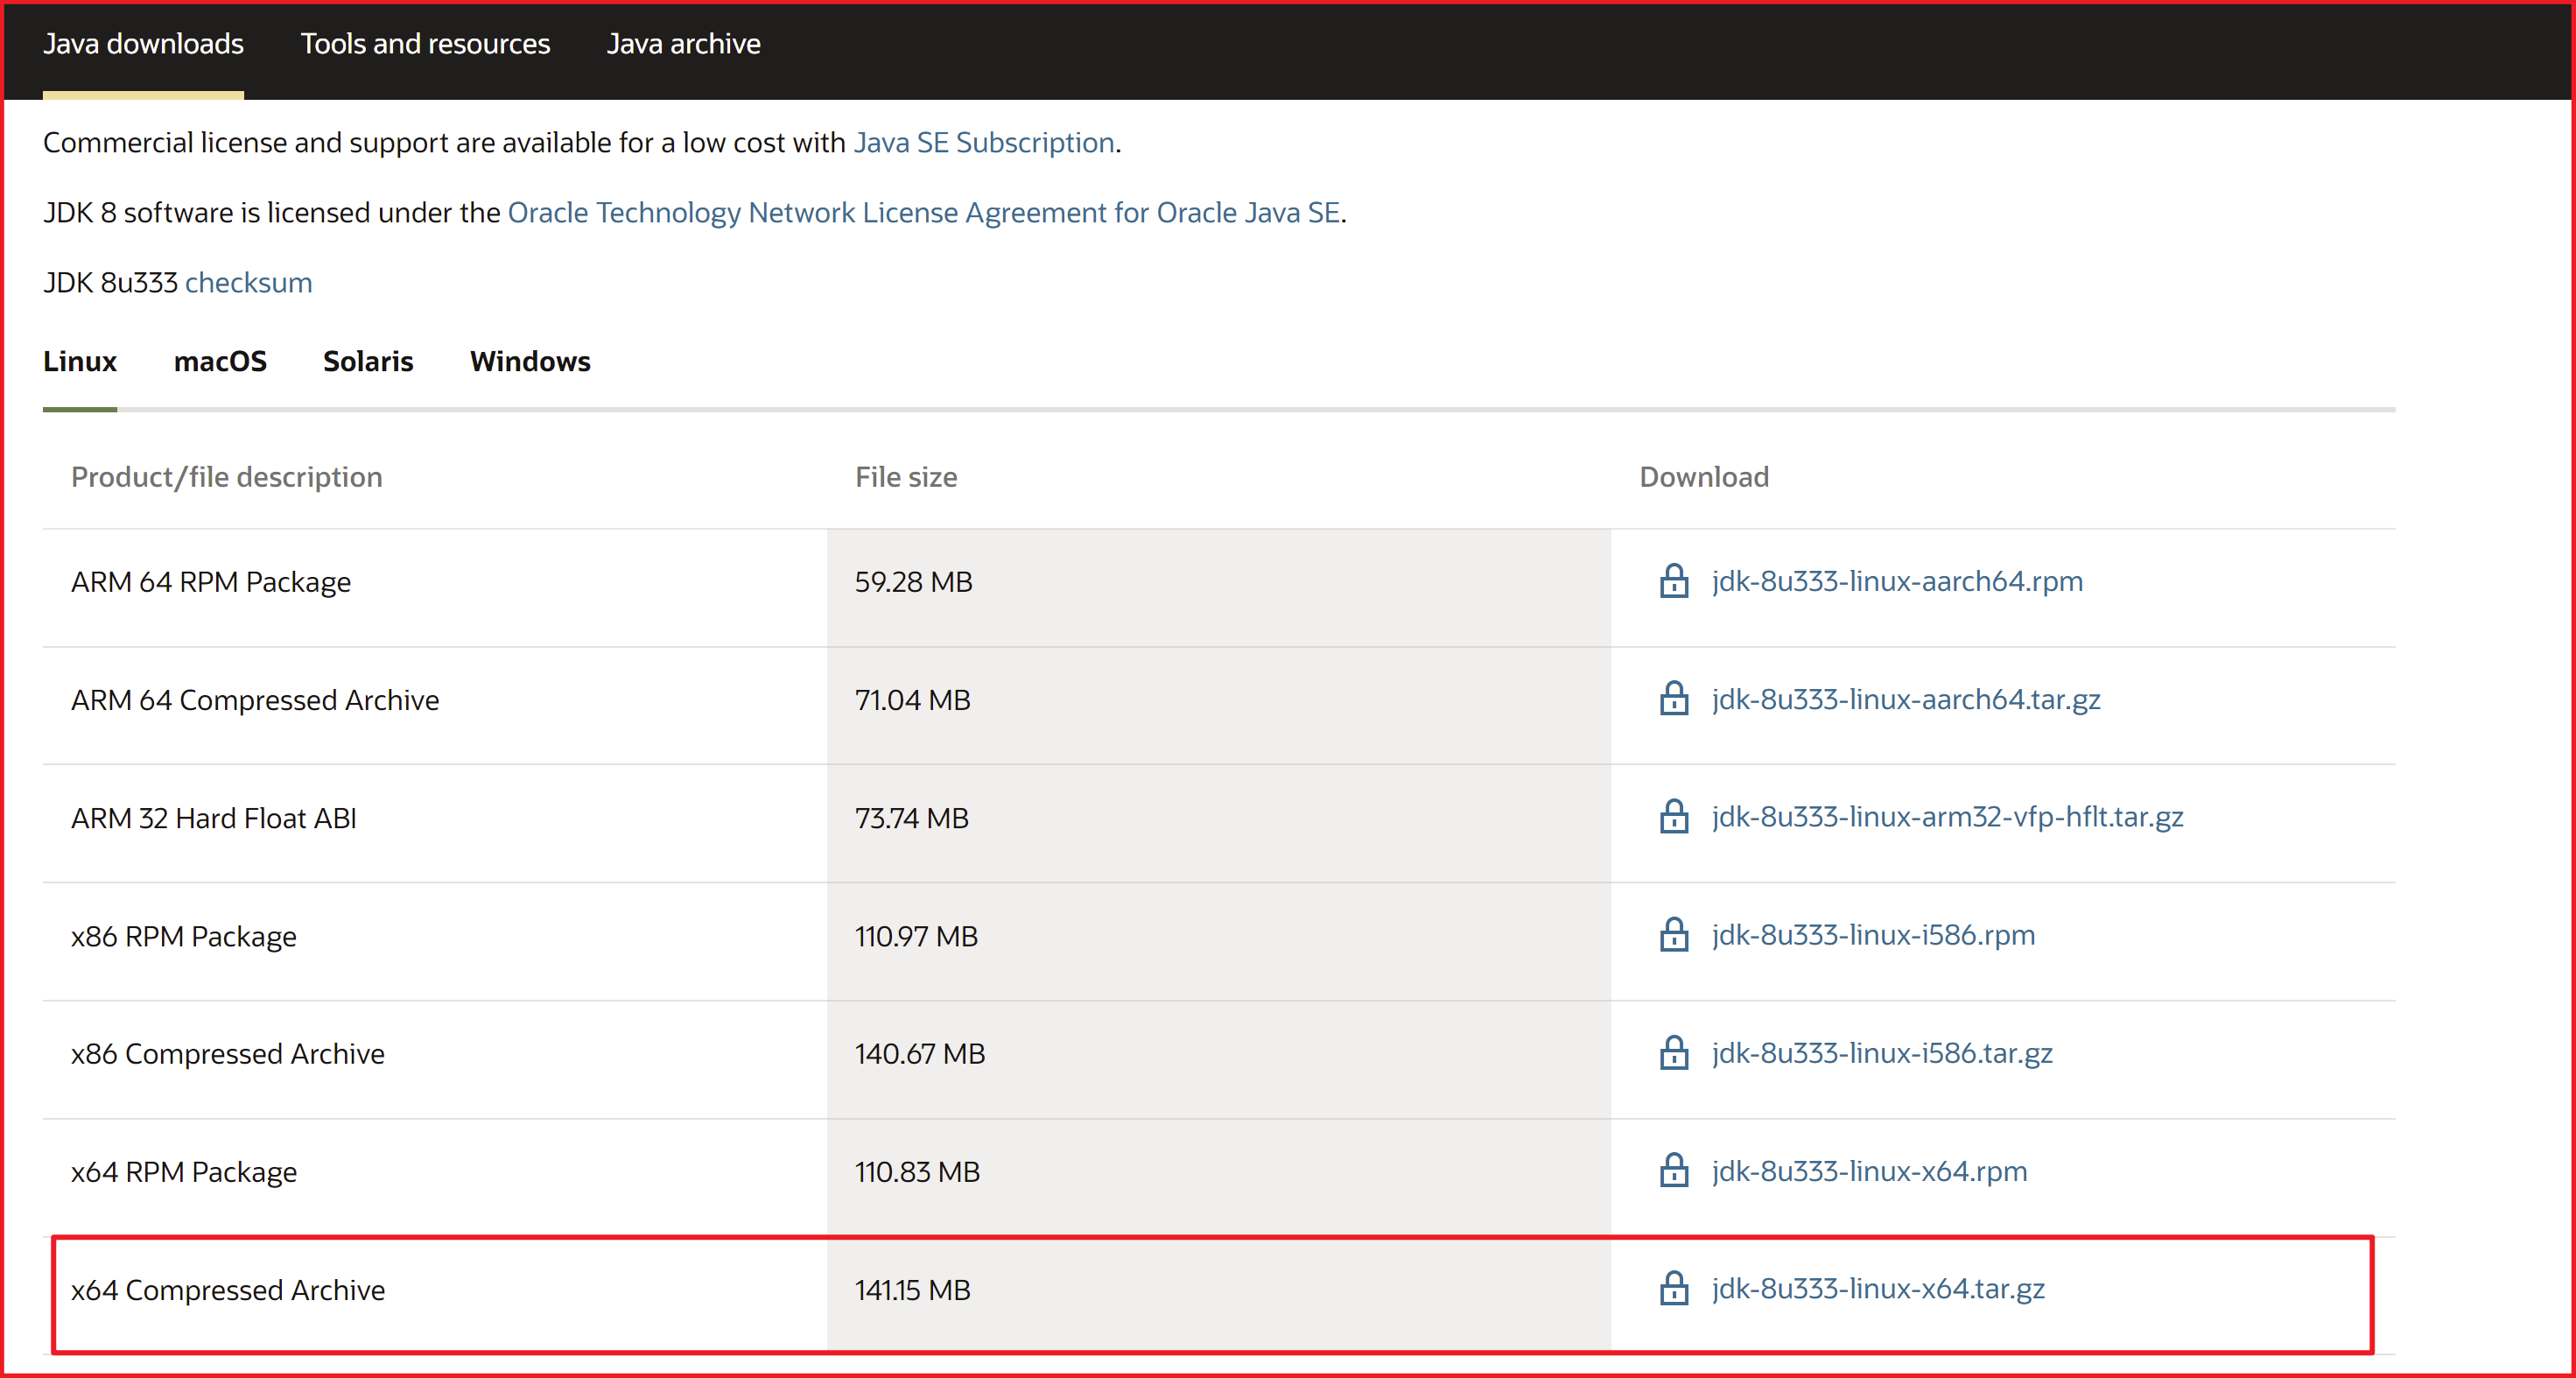 Java downloads Tools and resources Java archive
Commercial license and support are available for a low cost with Java SE Subscription.
JDK 8 software is licensed under the Oracle Technology Network License Agreement for Oracle Java SE.
JDK 8u333 checksum
Linux macOS Solaris Windows
Product/file description File size Download
ARM 64 RPM Package 59.28 MB jdk-8u333-linux-aarch64.rpm
ARM 64 Compressed Archive 71.04 MB jdk-8u333-linux-aarch64.tar.gz
ARM 32 Hard Float ABI 73.74 MB jdk-8u333-linux-arm32-vfp-hflt.tar.gz
x86 RPM Package 110.97 MB jdk-8u333-linux-i586.rpm
x86 Compressed Archive 140.67 MB jdk-8u333-linux-i586.tar.gz
x64 RPM Package 110.83 MB jdk-8u333-linux-x64.rpm
x64 Compressed Archive 141.15 MB jdk-8u333-linux-x64.tar.gz